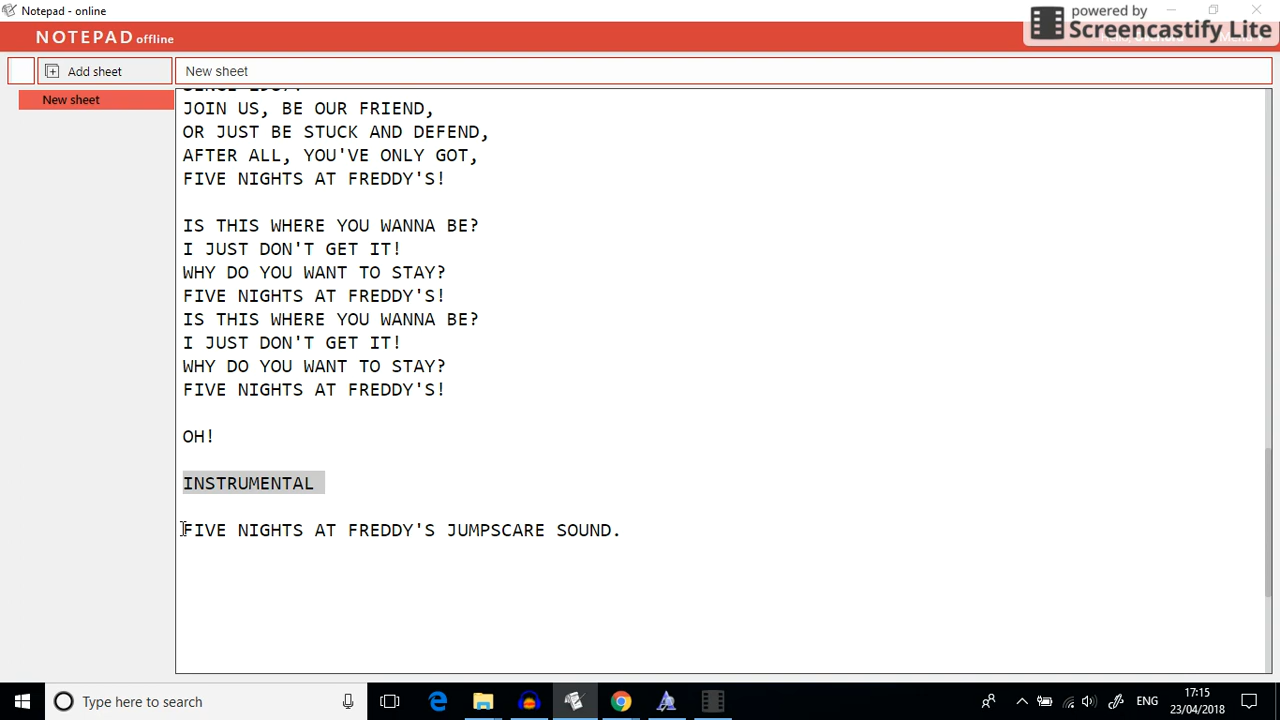 Notepad - online
powered by
Screencastify Lite
NOTEPAD offline
Add sheet
New sheet
New sheet
JOIN US, BE OUR FRIEND,
OR JUST BE STUCK AND DEFEND,
AFTER ALL, YOU'VE ONLY GOT,
FIVE NIGHTS AT FREDDY'S!
IS THIS WHERE YOU WANNA BE?
I JUST DON'T GET IT!
WHY DO YOU WANT TO STAY?
FIVE NIGHTS AT FREDDY'S!
IS THIS WHERE YOU WANNA BE?
I JUST DON'T GET IT!
WHY DO YOU WANT TO STAY?
FIVE NIGHTS AT FREDDY'S!
OH!
INSTRUMENTAL
FIVE NIGHTS AT FREDDY'S JUMPSCARE SOUND.
Type here to search
ENG
17:15
23/04/2018